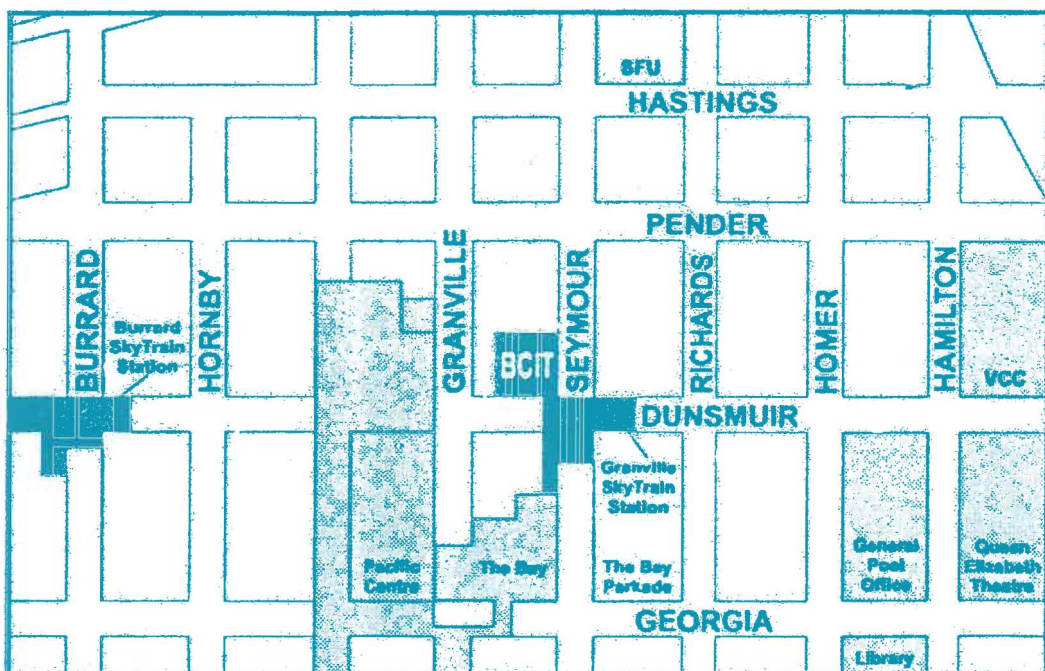 SFU
HASTINGS
PENDER
BURRARD
HORNBY
GRANVILLE
SEYMOUR
RICHARDS
HOMER
HAMILTON
Burrard
SkyTrain
Station
BCIT
VCC
DUNSMUIR
Granville
SkyTrain
Station
Pacific
Centre
The Bay
The Bay
Parkade
General
Post
Office
Queen
Elizabeth
Theatre
GEORGIA
Library